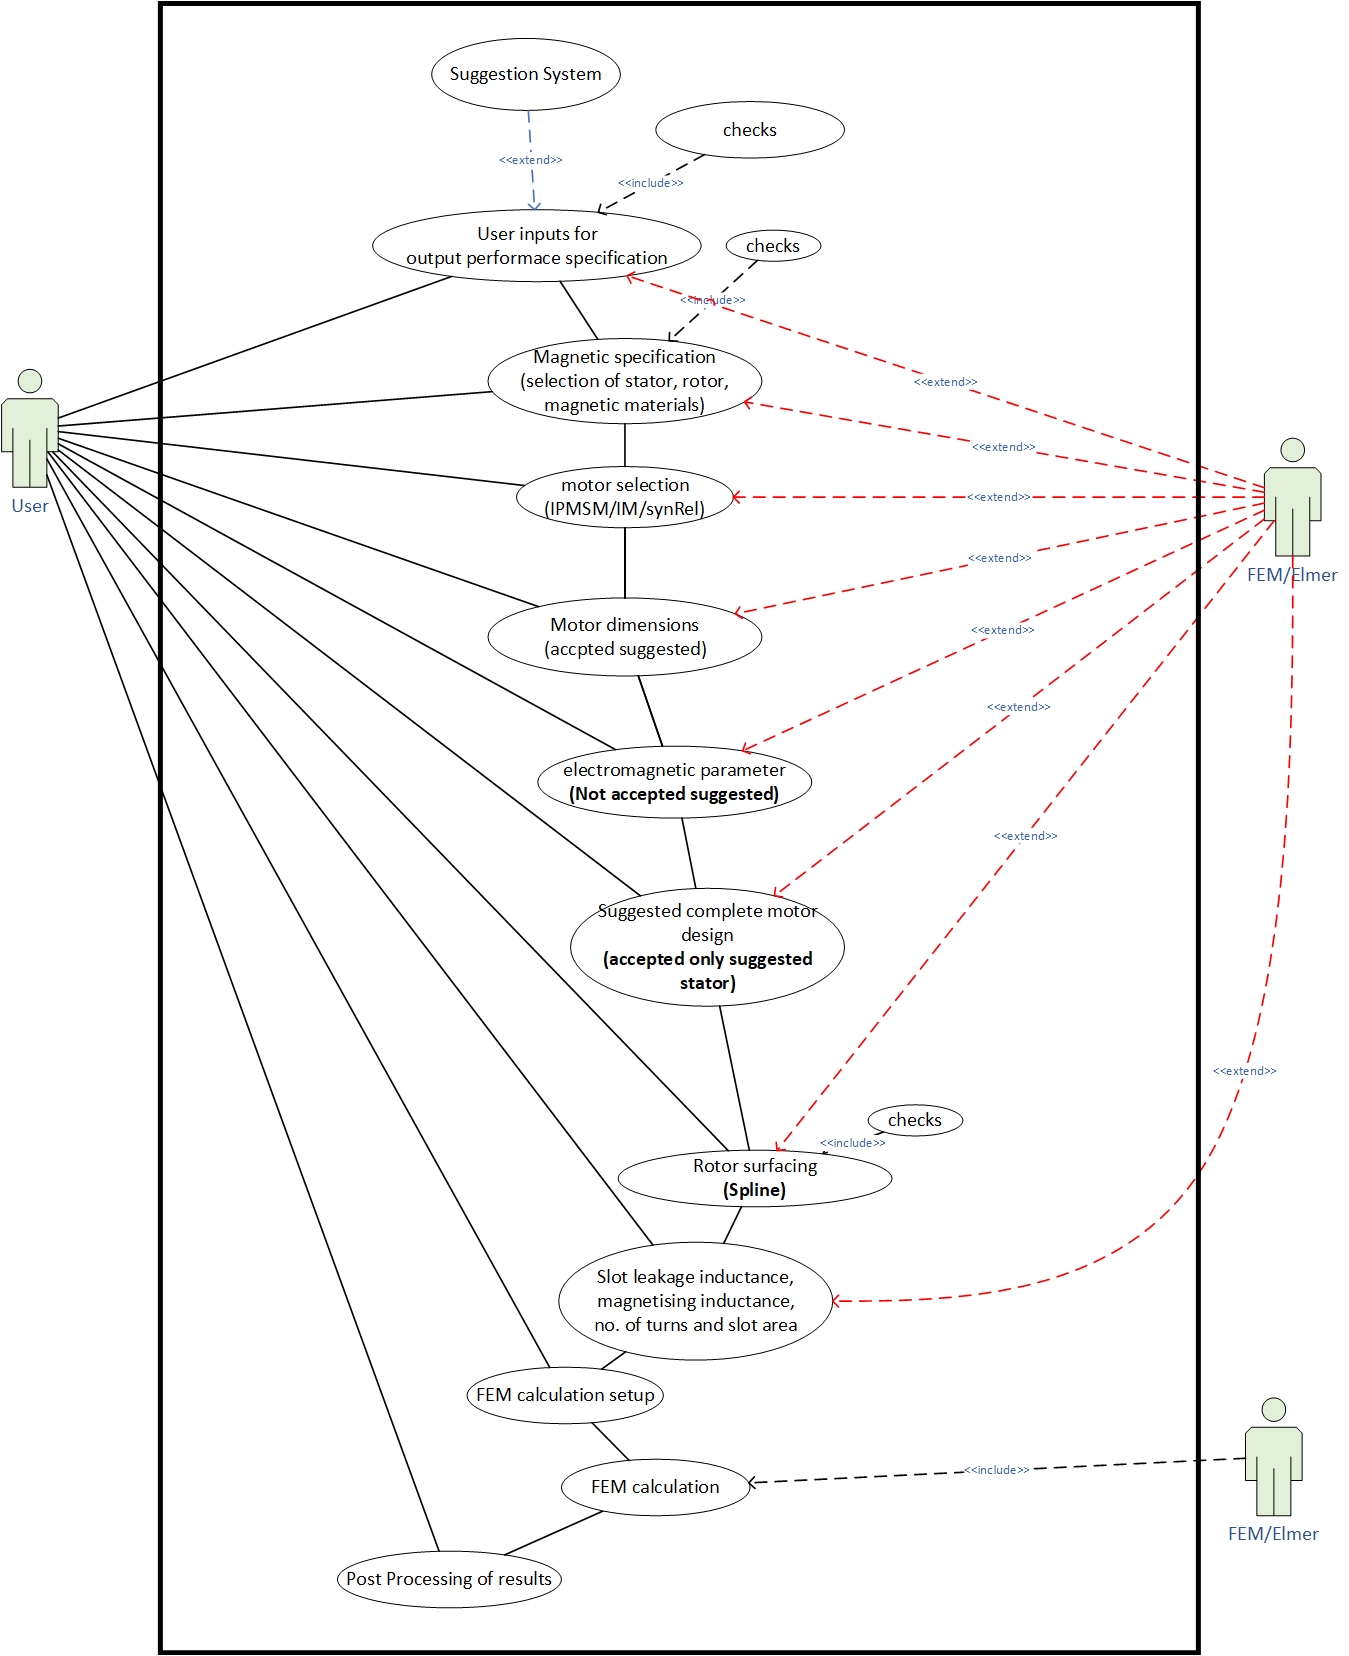 Suggestion System
checks
<<extend>>
<<include>>
User inputs for
output performace specification
checks
<<include>>
Magnetic specification
(selection of stator, rotor,
magnetic materials)
<<extend>>
<<extend>>
motor selection
(IPMSM/IM/synRel)
<<extend>>
User
<<extend>>
FEM/Elmer
Motor dimensions
(accpted suggested)
<<extend>>
<<extend>>
electromagnetic parameter
(Not accepted suggested)
<<extend>>
Suggested complete motor
design
(accepted only suggested
stator)
<<extend>>
checks
<<include>>
Rotor surfacing
(Spline)
Slot leakage inductance,
magnetising inductance,
no. of turns and slot area
FEM calculation setup
<<include>>
FEM calculation
FEM/Elmer
Post Processing of results